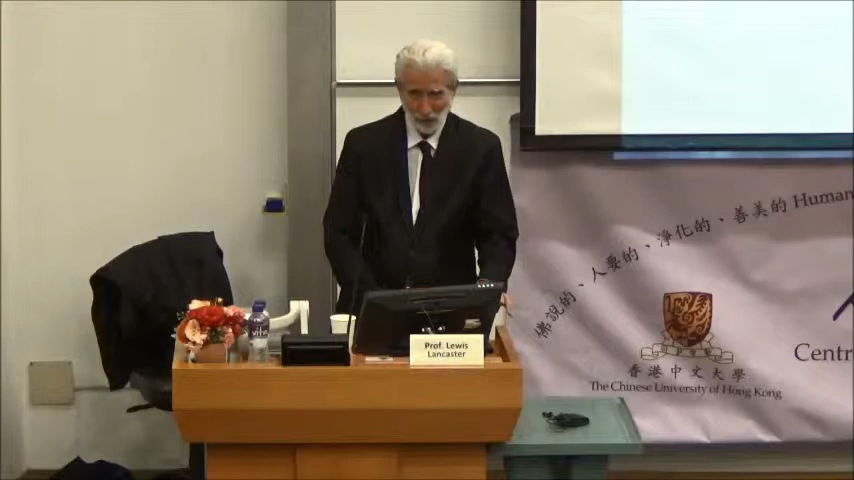 佛說的、人要的、淨化的、善美的 Human
香港中文大學
The Chinese University of Hong Kong
Centr
Prof. Lewis
Lancaster